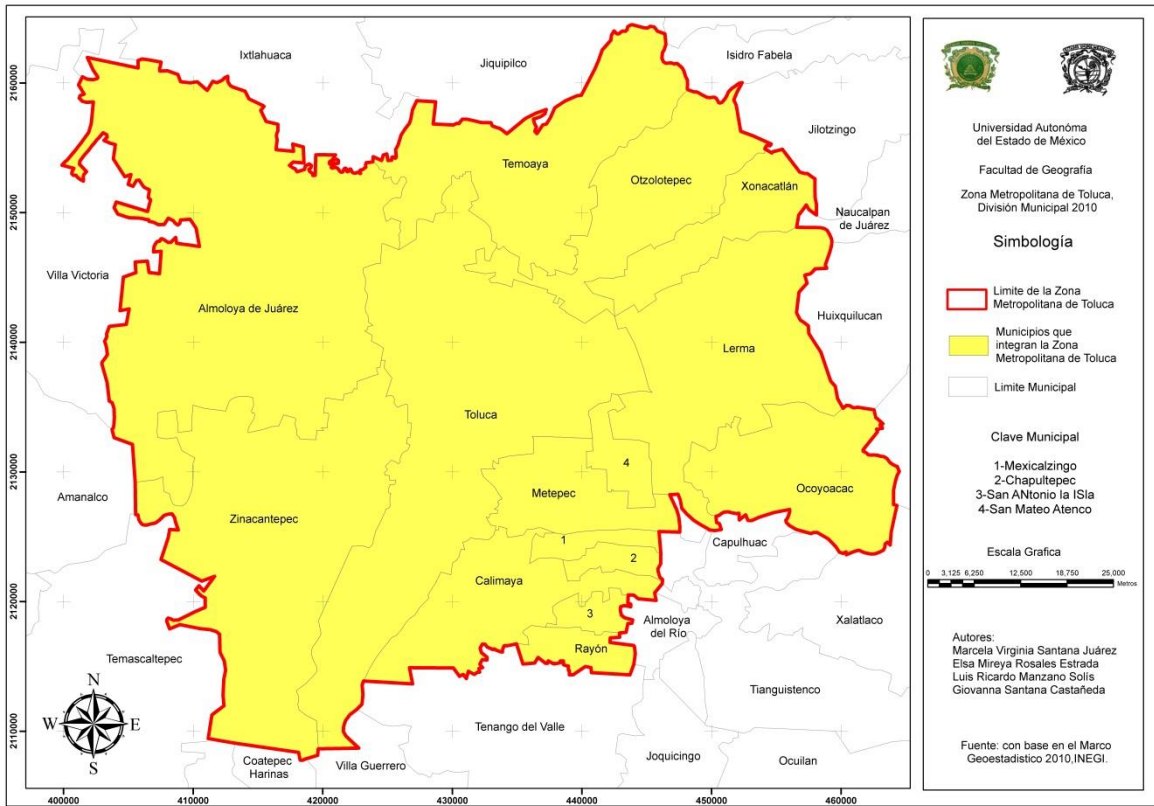 Ixtlahuaca
Jiquipilco
Isidro Fabela
Jilotzingo
Temoaya
Otzolotepec
Xonacatlán
Naucalpan
de Juárez
Villa Victoria
Almoloya de Juárez
Huixquilucan
Lerma
Toluca
4
Metepec
Ocoyoacac
Amanalco
Zinacantepec
1
Capulhuac
2
Calimaya
3
Almoloya
del Río
Xalatlaco
Rayón
Temascaltepec
Tianguistenco
Tenango del Valle
Joquicingo
Ocuilan
Coatepec
Harinas
Villa Guerrero
N
W
E
S
2160000
2150000
2140000
2130000
2120000
2110000
400000
410000
420000
430000
440000
450000
460000
Universidad Autonóma
del Estado de México
Facultad de Geografía
Zona Metropolitana de Toluca,
División Municipal 2010
Simbología
Limite de la Zona
Metropolitana de Toluca
Municipios que
integran la Zona
Metropolitana de Toluca
Limite Municipal
Clave Municipal
1-Mexicalzingo
2-Chapultepec
3-San ANtonio la ISla
4-San Mateo Atenco
Escala Grafica
0 3,125 6,250 12,500 18,750 25,000
Metros
Autores:
Marcela Virginia Santana Juárez
Elsa Mireya Rosales Estrada
Luis Ricardo Manzano Solís
Giovanna Santana Castañeda
Fuente: con base en el Marco
Geoestadistico 2010,INEGI.